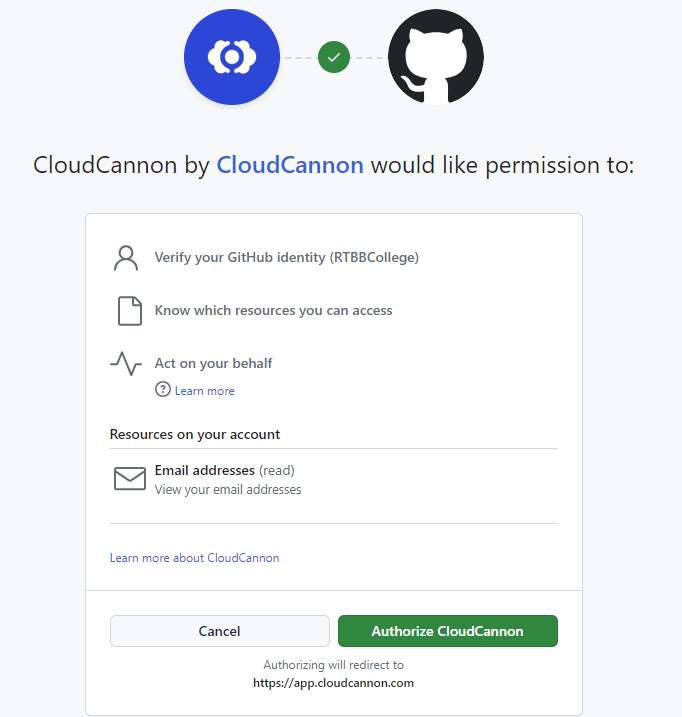 CloudCannon by CloudCannon would like permission to:
Verify your GitHub identity (RTBBCollege)
Know which resources you can access
Act on your behalf
Learn more
Resources on your account
Email addresses (read)
View your email addresses
Learn more about CloudCannon
Cancel
Authorize CloudCannon
Authorizing will redirect to
https://app.cloudcannon.com